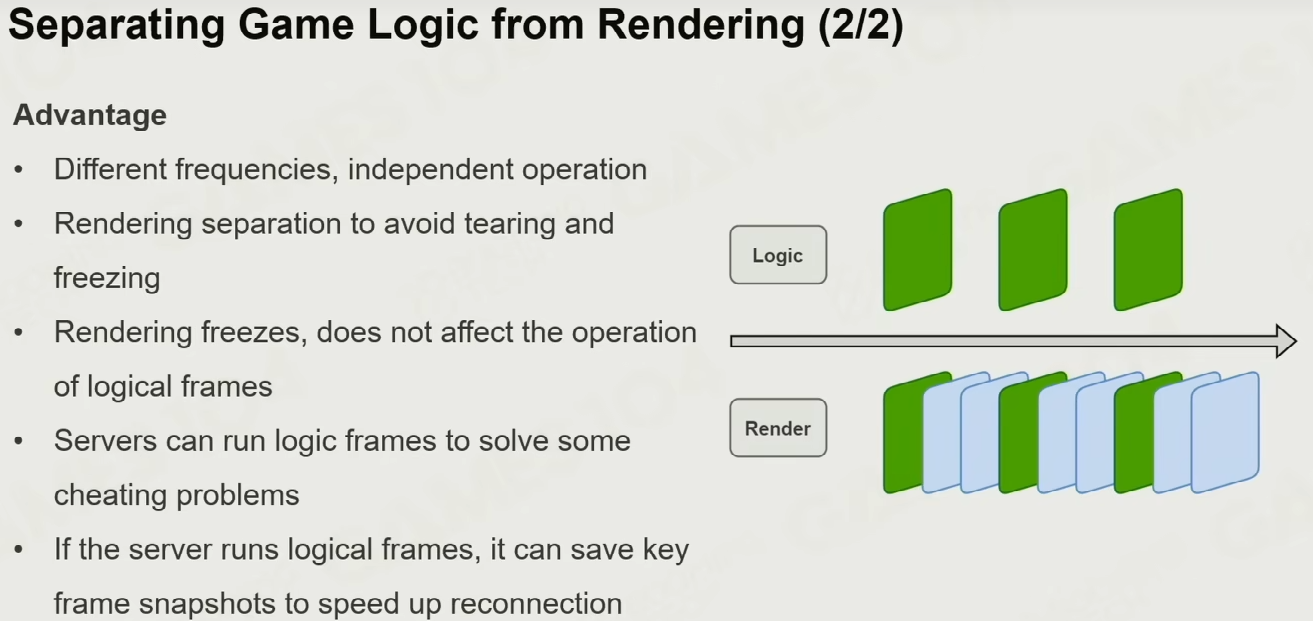 Separating Game Logic from Rendering (2/2)
Advantage
• Different frequencies, independent operation
• Rendering separation to avoid tearing and
freezing
• Rendering freezes, does not affect the operation
of logical frames
• Servers can run logic frames to solve some
cheating problems
• If the server runs logical frames, it can save key
frame snapshots to speed up reconnection
Logic
Render